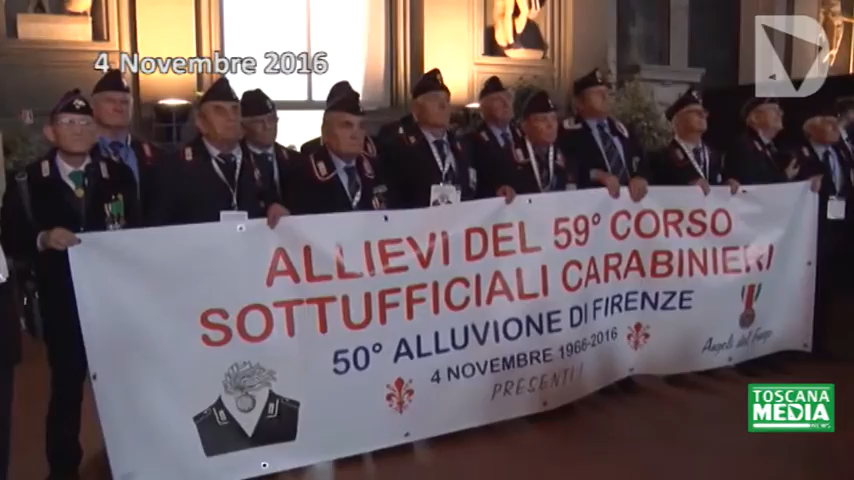 4 Novembre 2016
ALLIEVI DEL 59° CORSO
SOTTUFFICIALI CARABINIERI
50° ALLUVIONE DI FIRENZE
4 NOVEMBRE 1966-2016
PRESENTI!
Angeli del fango
TOSCANA
MEDIA
NEWS